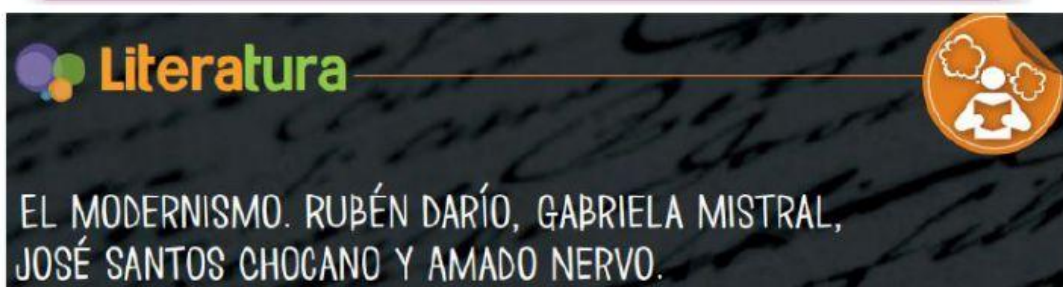 Literatura
EL MODERNISMO. RUBÉN DARÍO, GABRIELA MISTRAL,
JOSÉ SANTOS CHOCANO Y AMADO NERVO.